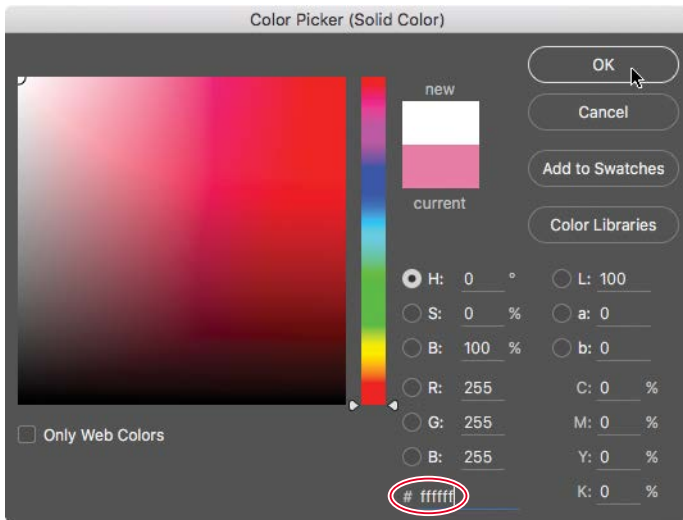 Color Picker (Solid Color)
OK
new
Cancel
Add to Swatches
current
Color Libraries
H: 0 °
L: 100
S: 0 %
a: 0
B: 100 %
b: 0
R: 255
C: 0 %
G: 255
M: 0 %
B: 255
Y: 0 %
# ffffff
K: 0 %
Only Web Colors